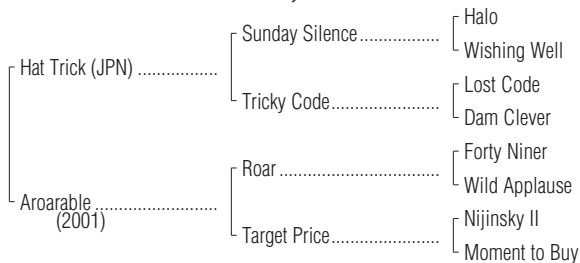 Halo
Sunday Silence..................
Wishing Well
Hat Trick (JPN) ..................
Lost Code
Tricky Code........................
Dam Clever
Forty Niner
Roar ..................................
Wild Applause
Aroarable ...........................
(2001)
Nijinsky II
Target Price........................
Moment to Buy